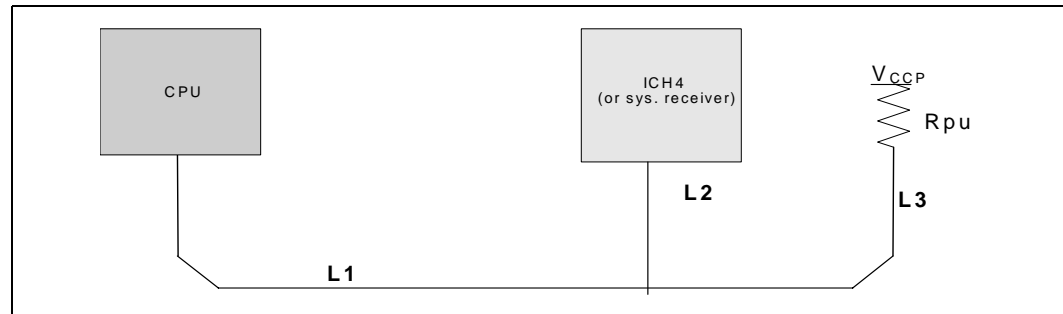 CPU
ICH4
(or sys. receiver)
VCCP
Rpu
L2
L3
L1